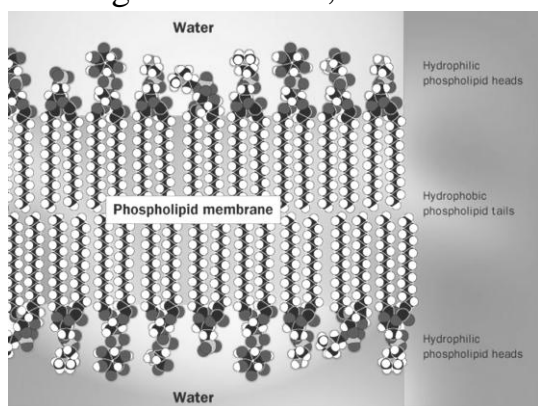 Water
Hydrophilic
phospholipid heads
Hydrophobic
phospholipid tails
Phospholipid membrane
Hydrophilic
phospholipid heads
Water